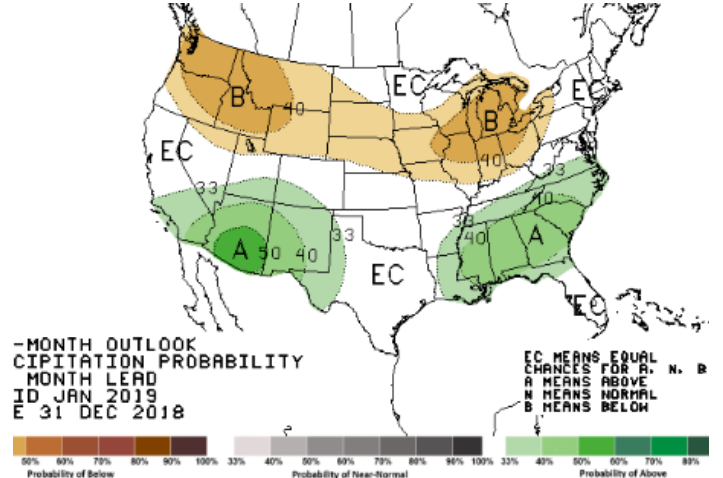 EC
EC
B
40
B
EC
40
33
33
33
40
33
40
A
A
50
40
EC
EC
-MONTH OUTLOOK
CIPITATION PROBABILITY
MONTH LEAD
ID JAN 2019
E 31 DEC 2018
EC MEANS EQUAL
CHANCES FOR A, N, B
A MEANS ABOVE
N MEANS NORMAL
B MEANS BELOW
50% 60% 70% 80% 90% 100%
Probability of Below
33% 40% 50% 60% 70% 80% 90% 100%
Probability of Near-Normal
33% 40% 50% 60% 70% 80%
Probability of Above